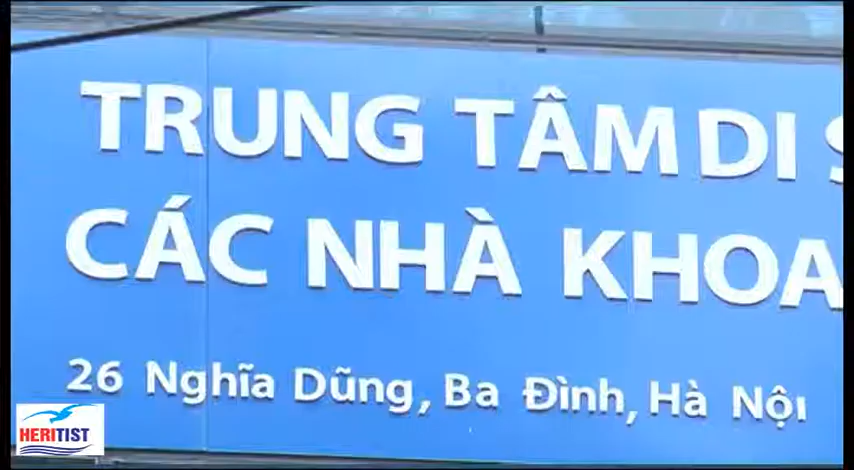 TRUNG TÂM DI
CÁC NHÀ KHOA
26 Nghĩa Dũng, Ba Đình, Hà Nội
HERITIST